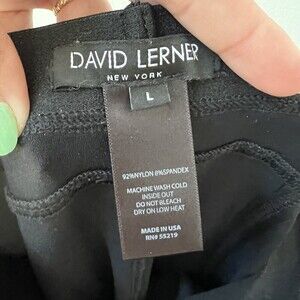 DAVID LERNER
NEW YORK
L
92%NYLON 8%SPANDEX
MACHINE WASH COLD
INSIDE OUT
DO NOT BLEACH
DRY ON LOW HEAT
MADE IN USA
RN# 55219